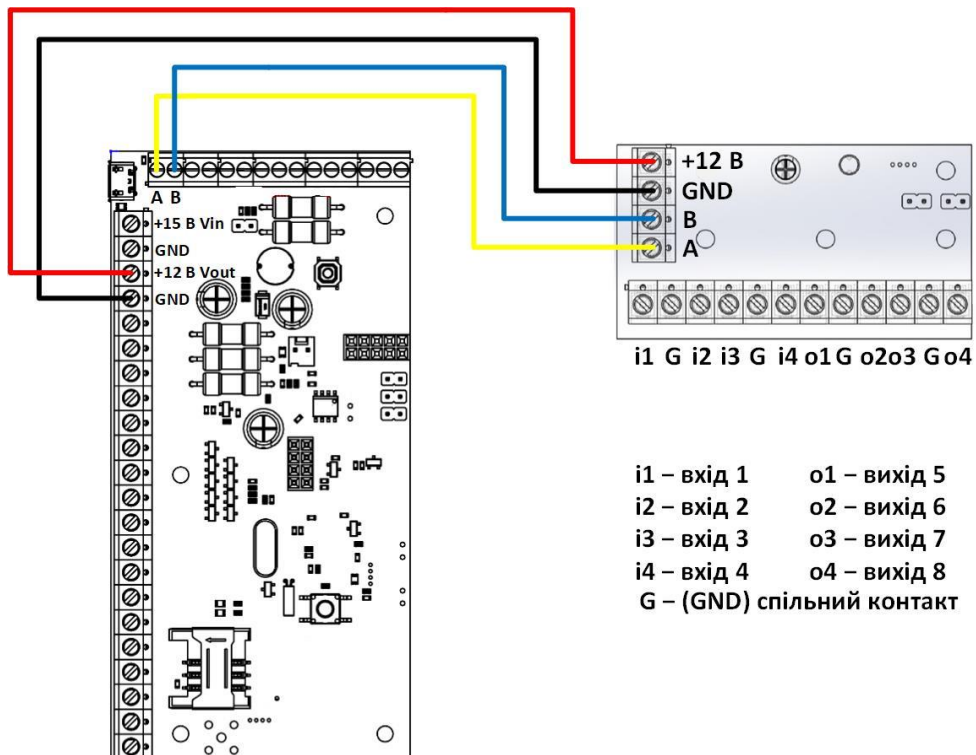 A B
+15 В Vin
GND
+12 В Vout
GND
+12 В
GND
B
A
i1 G i2 i3 G i4 o1 G o2 o3 G o4
i1 – вхід 1 o1 – вихід 5
i2 – вхід 2 o2 – вихід 6
i3 – вхід 3 o3 – вихід 7
i4 – вхід 4 o4 – вихід 8
G – (GND) спільний контакт